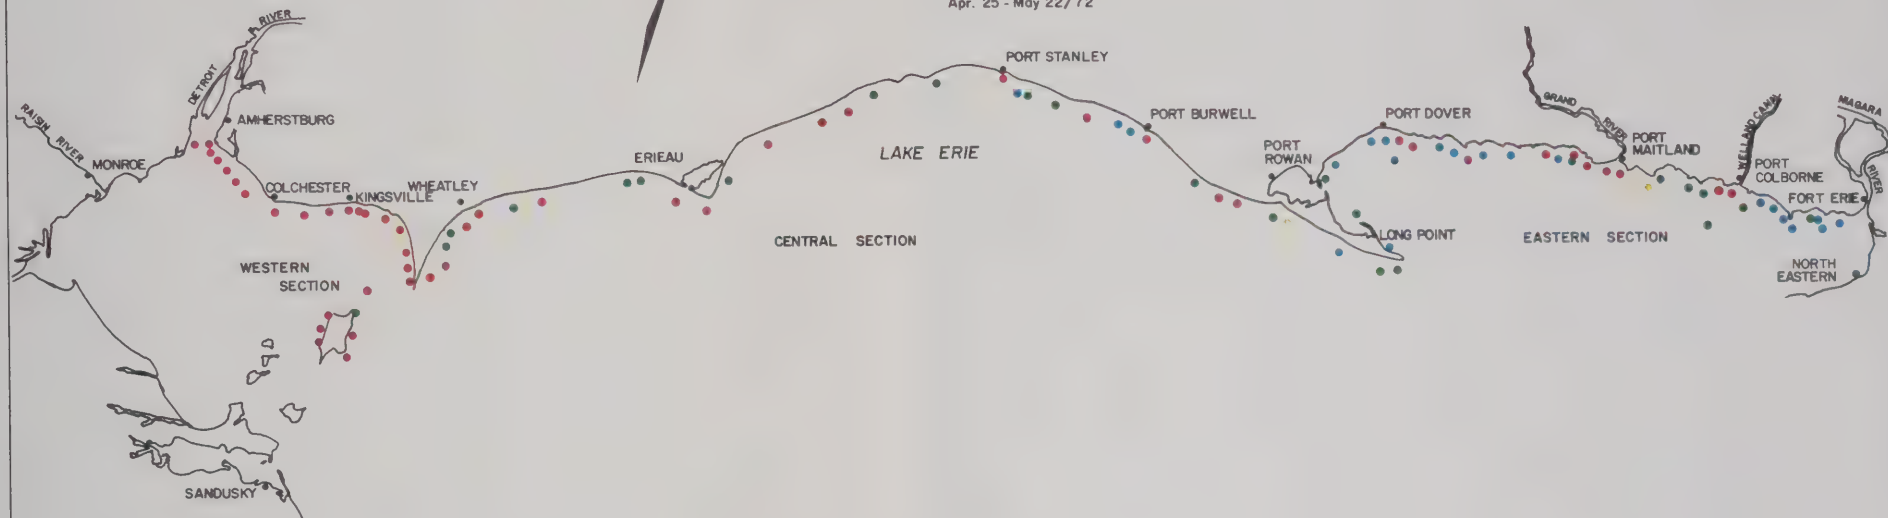 Apr. 25 - May 22/72
RIVER
DETROIT
RAISIN
RIVER
AMHERSTBURG
MONROE
COLCHESTER
KINGSVILLE
WHEATLEY
ERIEAU
PORT STANLEY
LAKE ERIE
PORT BURWELL
PORT
ROWAN
PORT DOVER
GRAND
RIVER
PORT
MAITLAND
WELLAND CANAL
PORT
COLBORNE
NIAGARA
RIVER
FORT ERIE
LONG POINT
WESTERN
SECTION
CENTRAL SECTION
EASTERN SECTION
NORTH
EASTERN
SANDUSKY